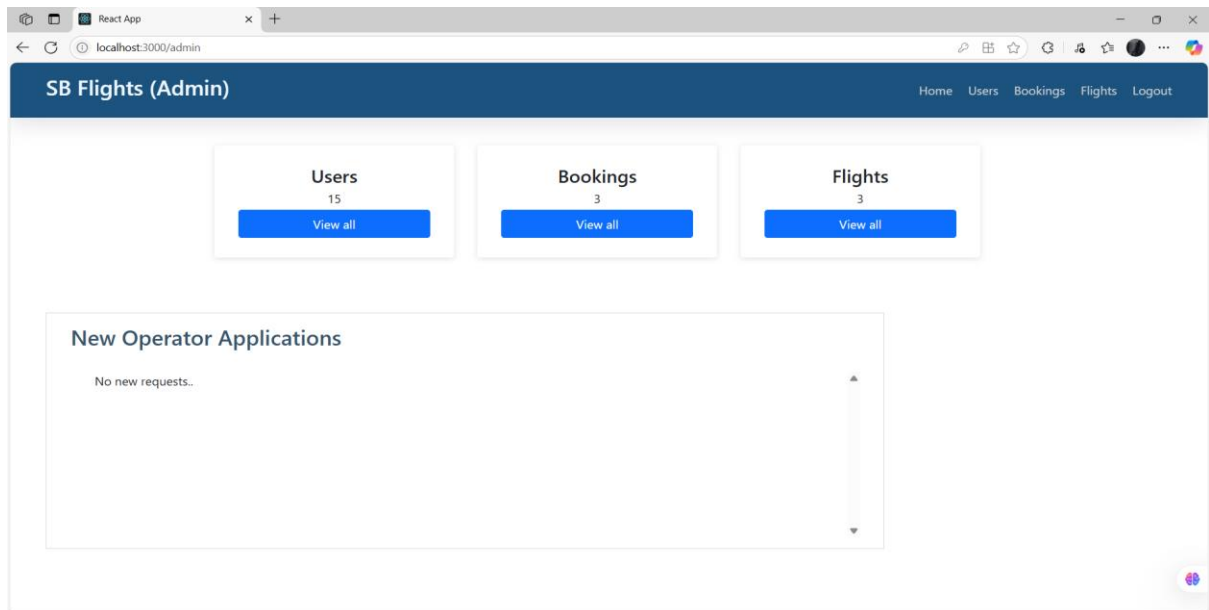 React App
localhost:3000/admin
SB Flights (Admin)
Home Users Bookings Flights Logout
Users Bookings Flights
15 3 3
View all View all View all
New Operator Applications
No new requests..